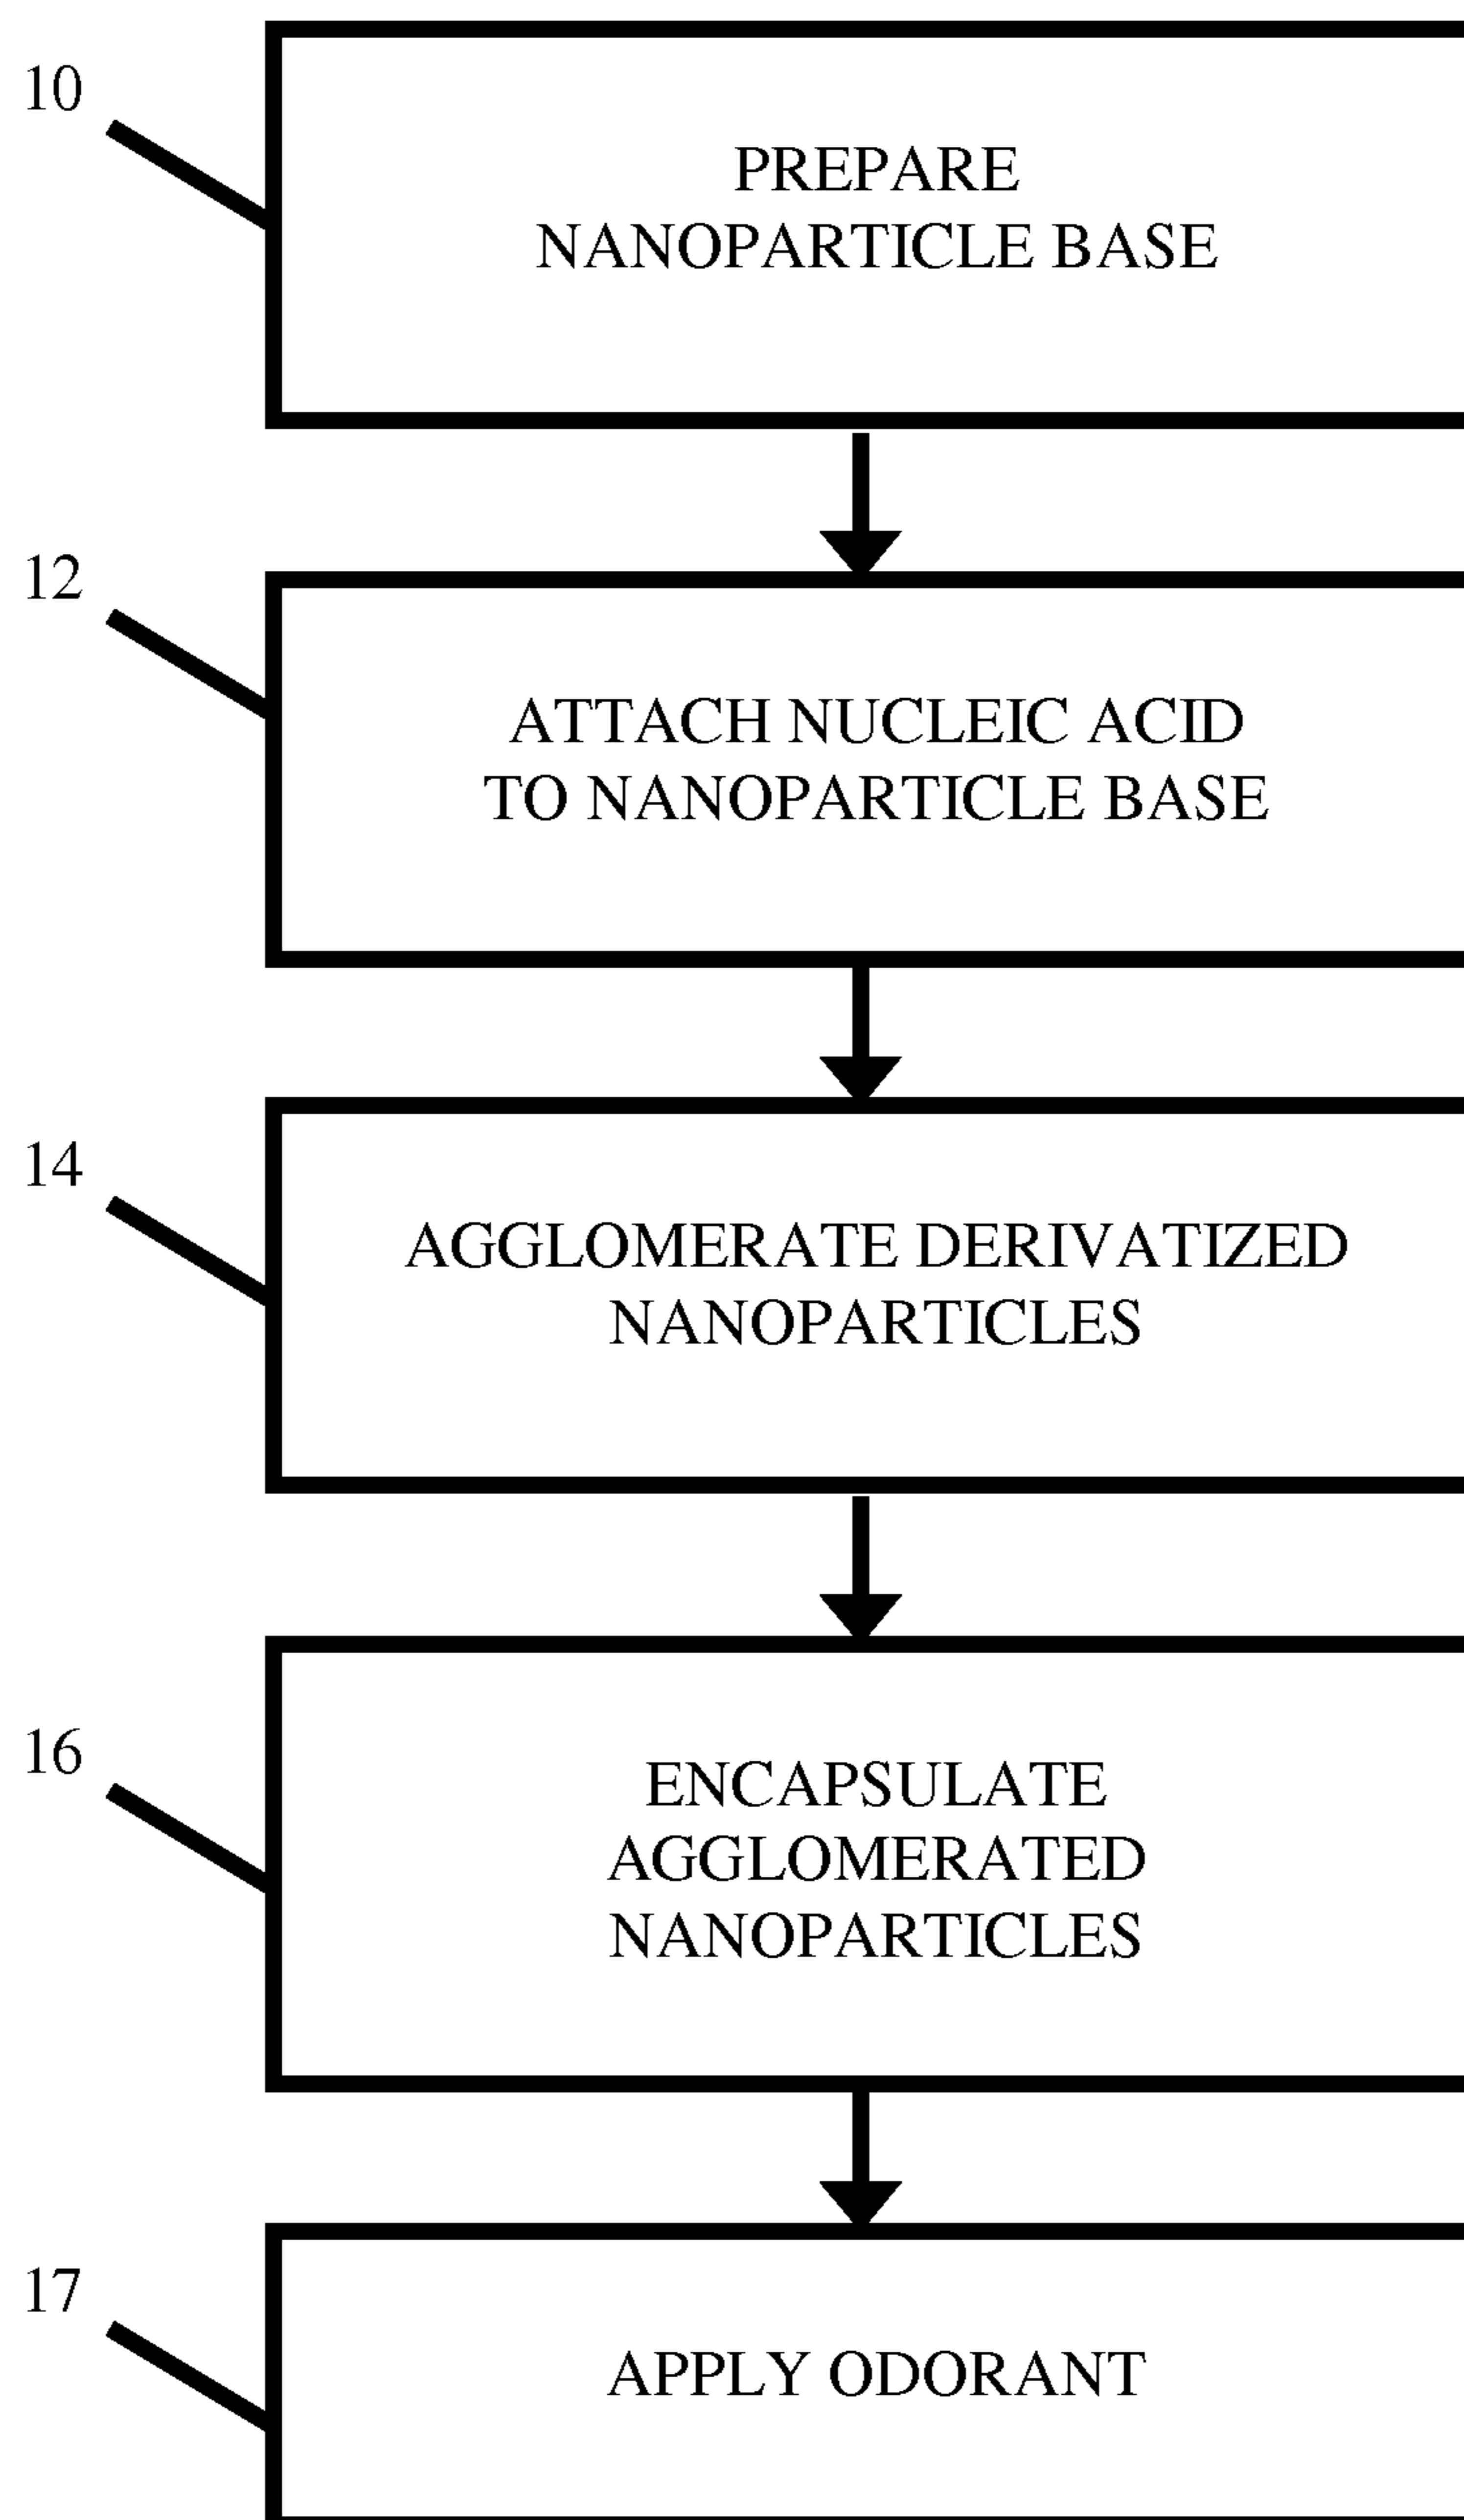 10
PREPARE
NANOPARTICLE BASE
12
ATTACH NUCLEIC ACID
TO NANOPARTICLE BASE
14
AGGLOMERATE DERIVATIZED
NANOPARTICLES
16
ENCAPSULATE
AGGLOMERATED
NANOPARTICLES
17
APPLY ODORANT